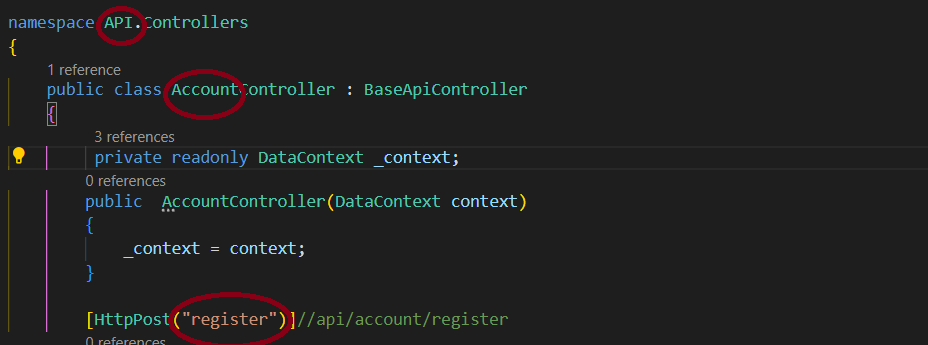 namespace API.Controllers
{
1 reference
public class AccountController : BaseApiController
{
3 references
private readonly DataContext _context;
0 references
public  AccountController(DataContext context)
{
_context = context;
}
[HttpPost("register")]//api/account/register
0 references